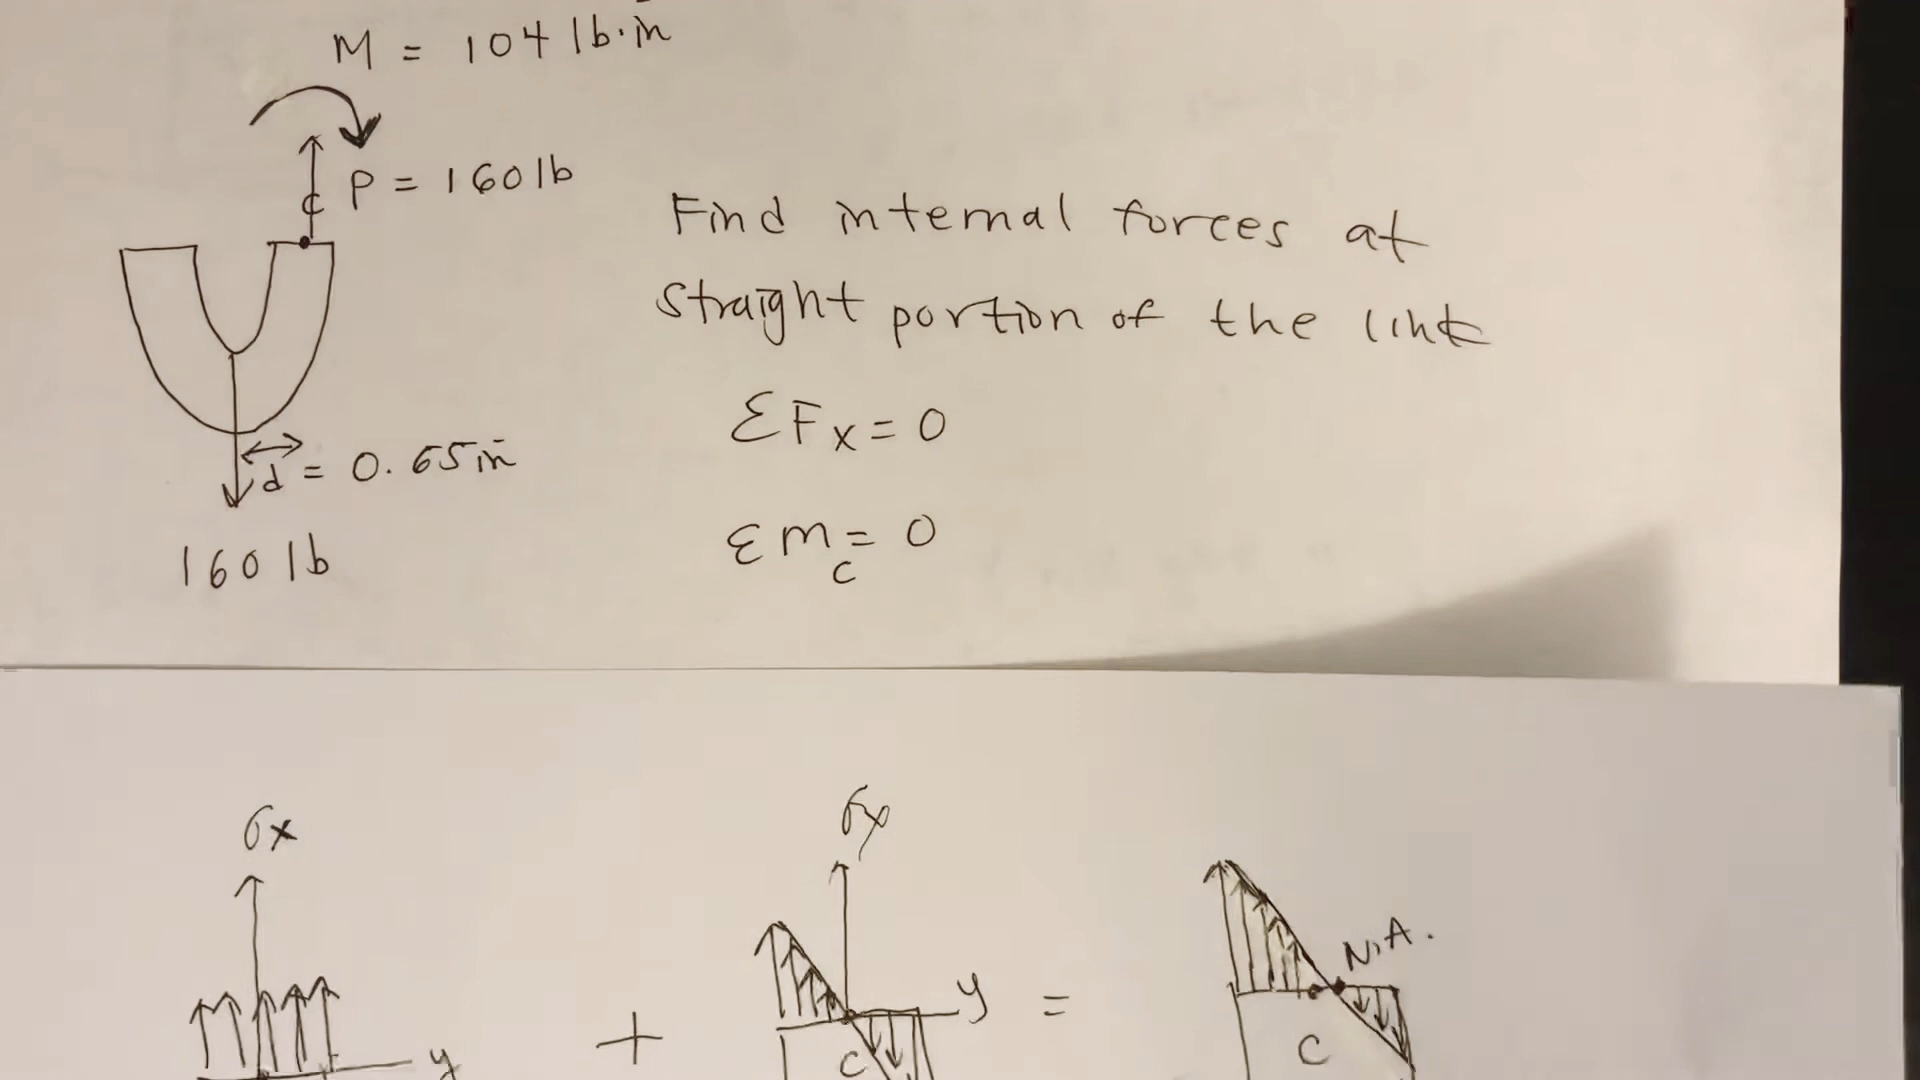 M = 104 lb·in
P = 160 lb
C
d = 0.65 in
160 lb
Find internal forces at
straight portion of the link
ΣFx = 0
ΣMc = 0
σx
y
+
σx
y
C
=
N.A.
C